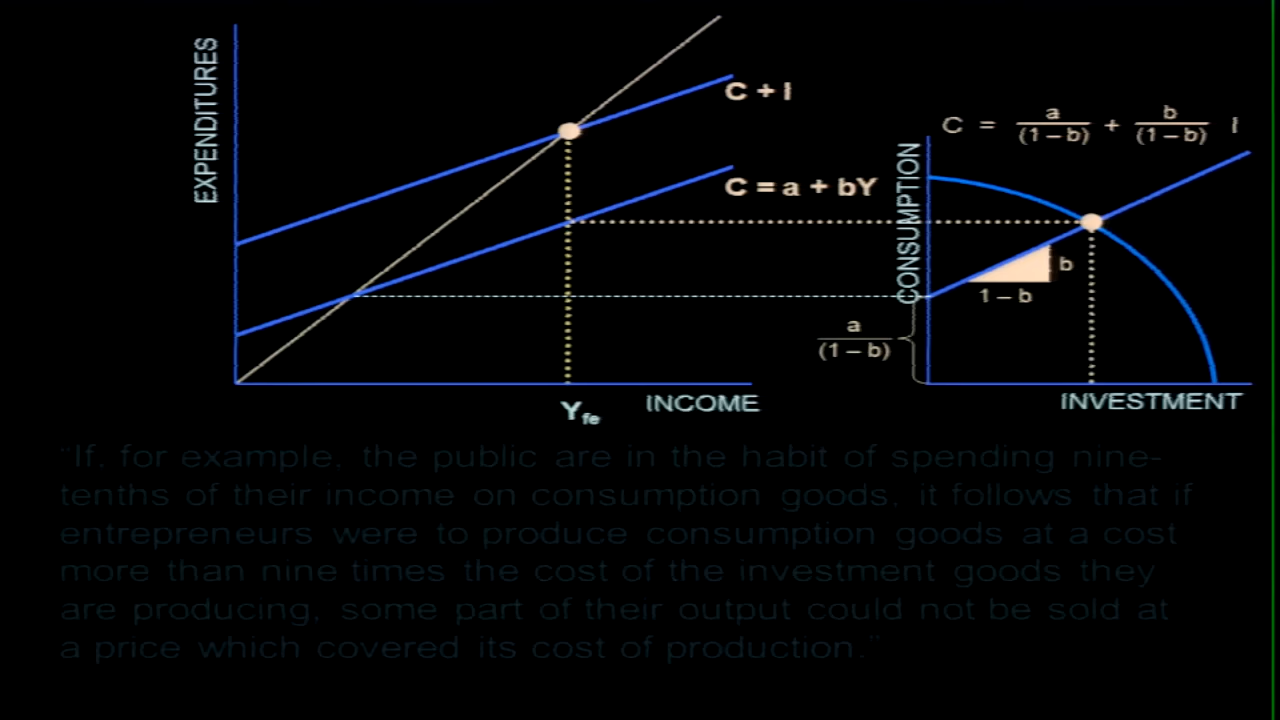 EXPENDITURES
C + I
C = a + bY
Y fe
INCOME
C = a/(1 – b) + b/(1 – b) I
CONSUMPTION
b
1 – b
a/(1 – b)
INVESTMENT
“If, for example, the public are in the habit of spending nine-
tenths of their income on consumption goods, it follows that if
entrepreneurs were to produce consumption goods at a cost
more than nine times the cost of the investment goods they
are producing, some part of their output could not be sold at
a price which covered its cost of production.”